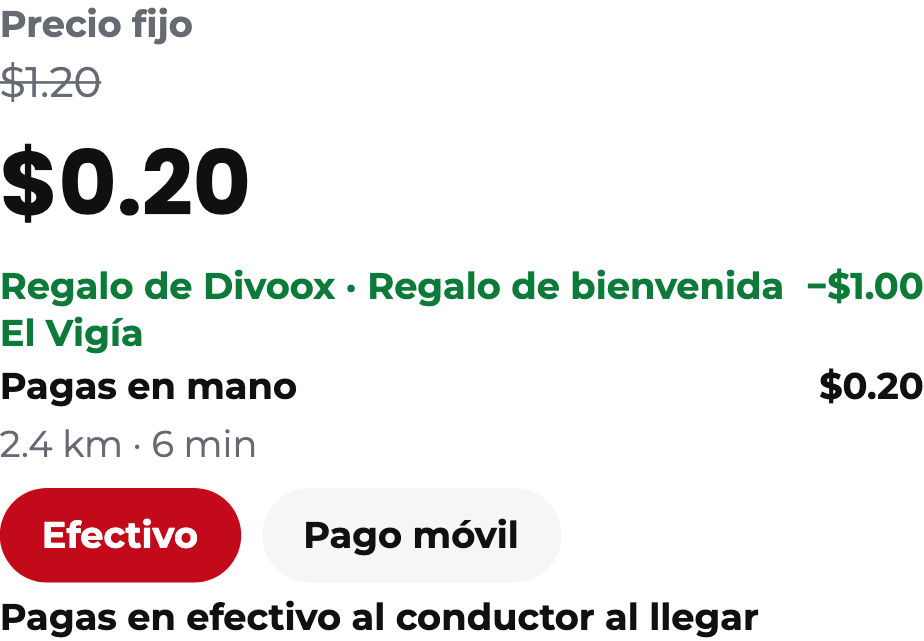 Precio fijo
$1.20
$0.20
Regalo de Divoox · Regalo de bienvenida −$1.00
El Vigía
Pagas en mano $0.20
2.4 km · 6 min
Efectivo Pago móvil
Pagas en efectivo al conductor al llegar